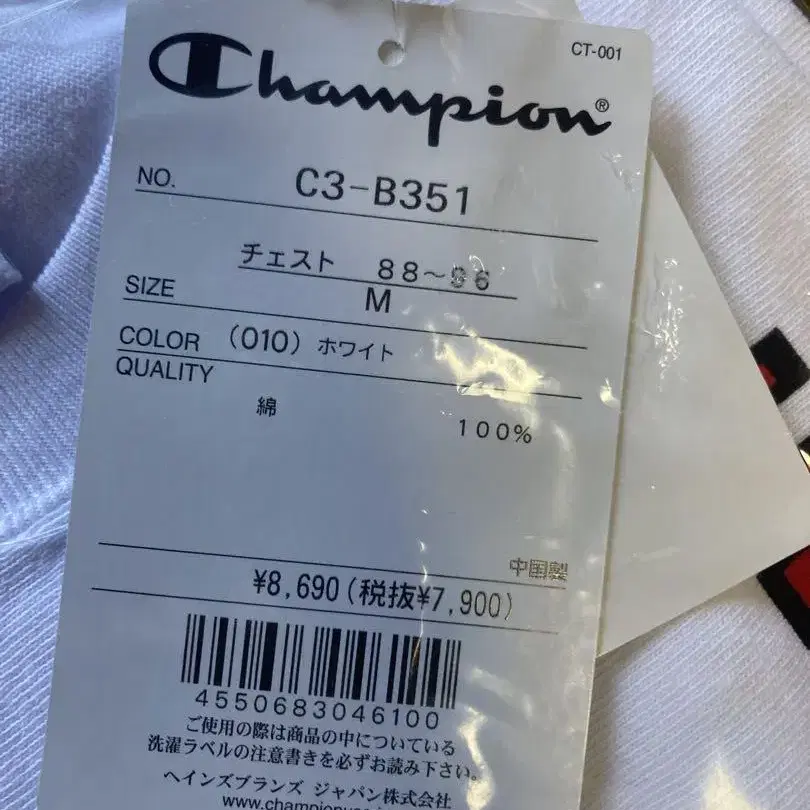 CT-001
Champion®
NO. C3-B351
チェスト 88～96
SIZE M
COLOR (010) ホワイト
QUALITY
綿 100%
中国製
¥8,690(税抜¥7,900)
4550683046100
ご使用の際は商品の中についている
洗濯ラベルの注意書きを必ずお読み下さい。
ヘインズブランズ ジャパン株式会社